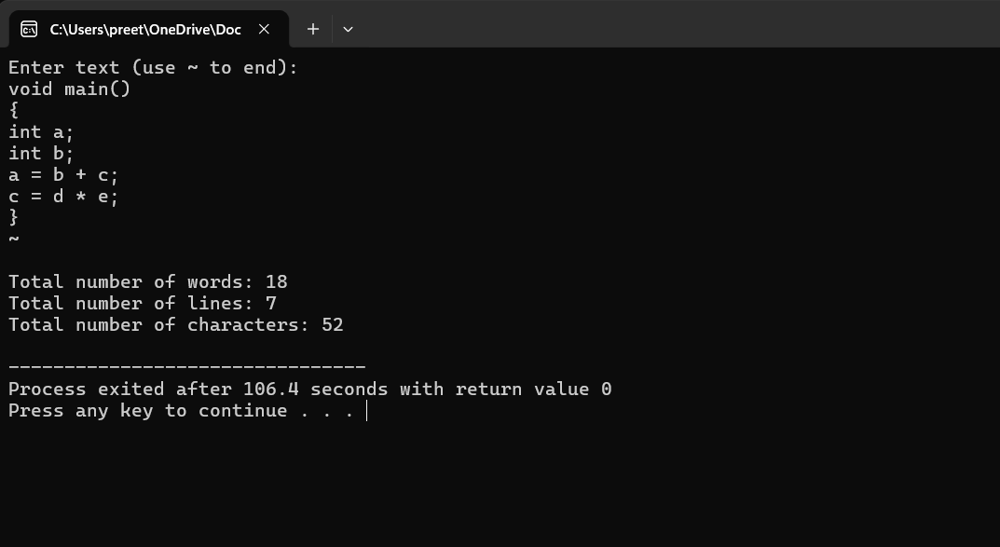 C:\Users\preet\OneDrive\Doc
Enter text (use ~ to end):
void main()
{
int a;
int b;
a = b + c;
c = d * e;
}
~
Total number of words: 18
Total number of lines: 7
Total number of characters: 52
--------------------------------
Process exited after 106.4 seconds with return value 0
Press any key to continue . . .